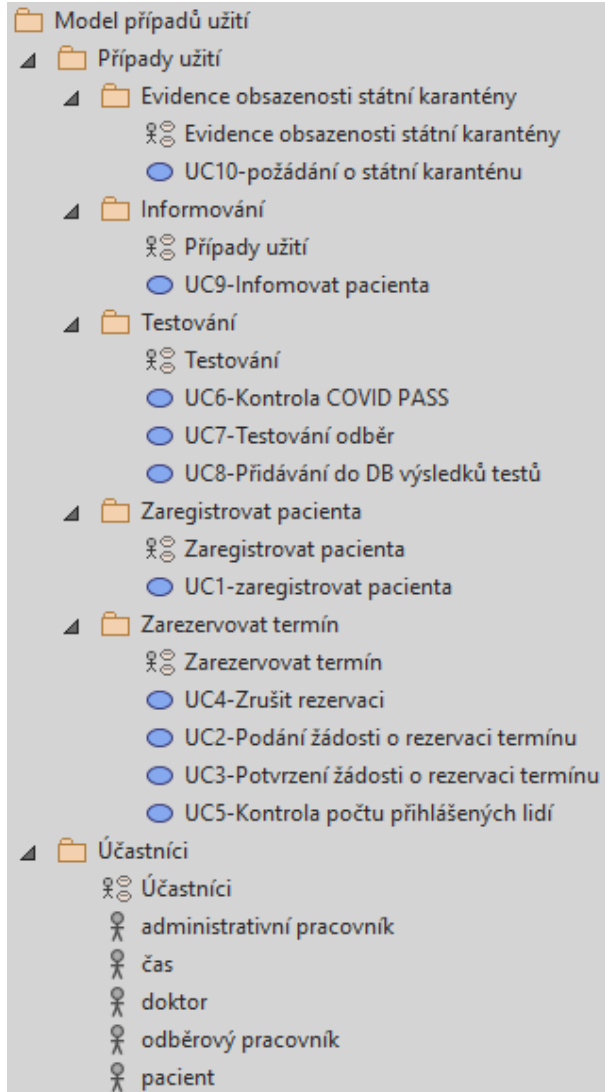 Model případů užití
Případy užití
Evidence obsazenosti státní karantény
Evidence obsazenosti státní karantény
UC10-požádání o státní karanténu
Informování
Případy užití
UC9-Infomovat pacienta
Testování
Testování
UC6-Kontrola COVID PASS
UC7-Testování odběr
UC8-Přidávání do DB výsledků testů
Zaregistrovat pacienta
Zaregistrovat pacienta
UC1-zaregistrovat pacienta
Zarezervovat termín
Zarezervovat termín
UC4-Zrušit rezervaci
UC2-Podání žádosti o rezervaci termínu
UC3-Potvrzení žádosti o rezervaci termínu
UC5-Kontrola počtu přihlášených lidí
Účastníci
Účastníci
administrativní pracovník
čas
doktor
odběrový pracovník
pacient